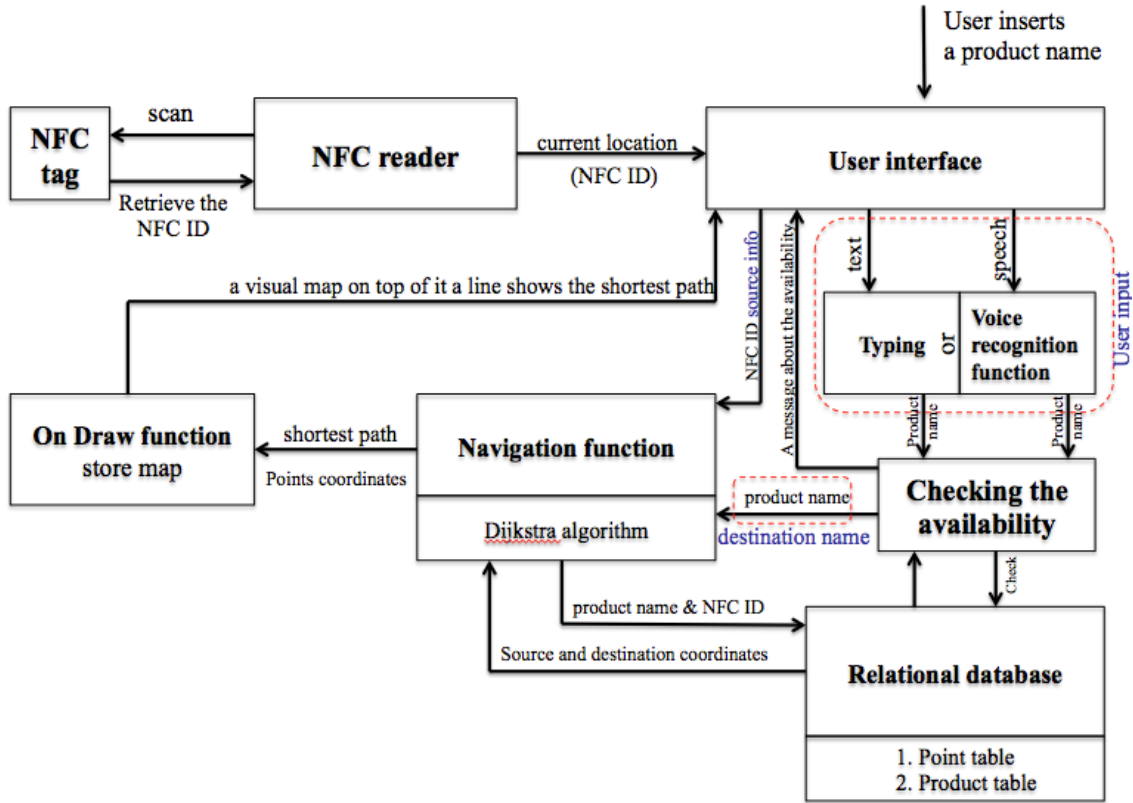 User inserts
a product name
NFC
tag
scan
Retrieve the
NFC ID
NFC reader
current location
(NFC ID)
User interface
text
speech
User input
Typing
or
Voice
recognition
function
Product
name
Product
name
a visual map on top of it a line shows the shortest path
NFC ID source info
A message about the availability
On Draw function
store map
shortest path
Points coordinates
Navigation function
Dijkstra algorithm
product name
destination name
Checking the
availability
Check
product name & NFC ID
Source and destination coordinates
Relational database
1. Point table
2. Product table